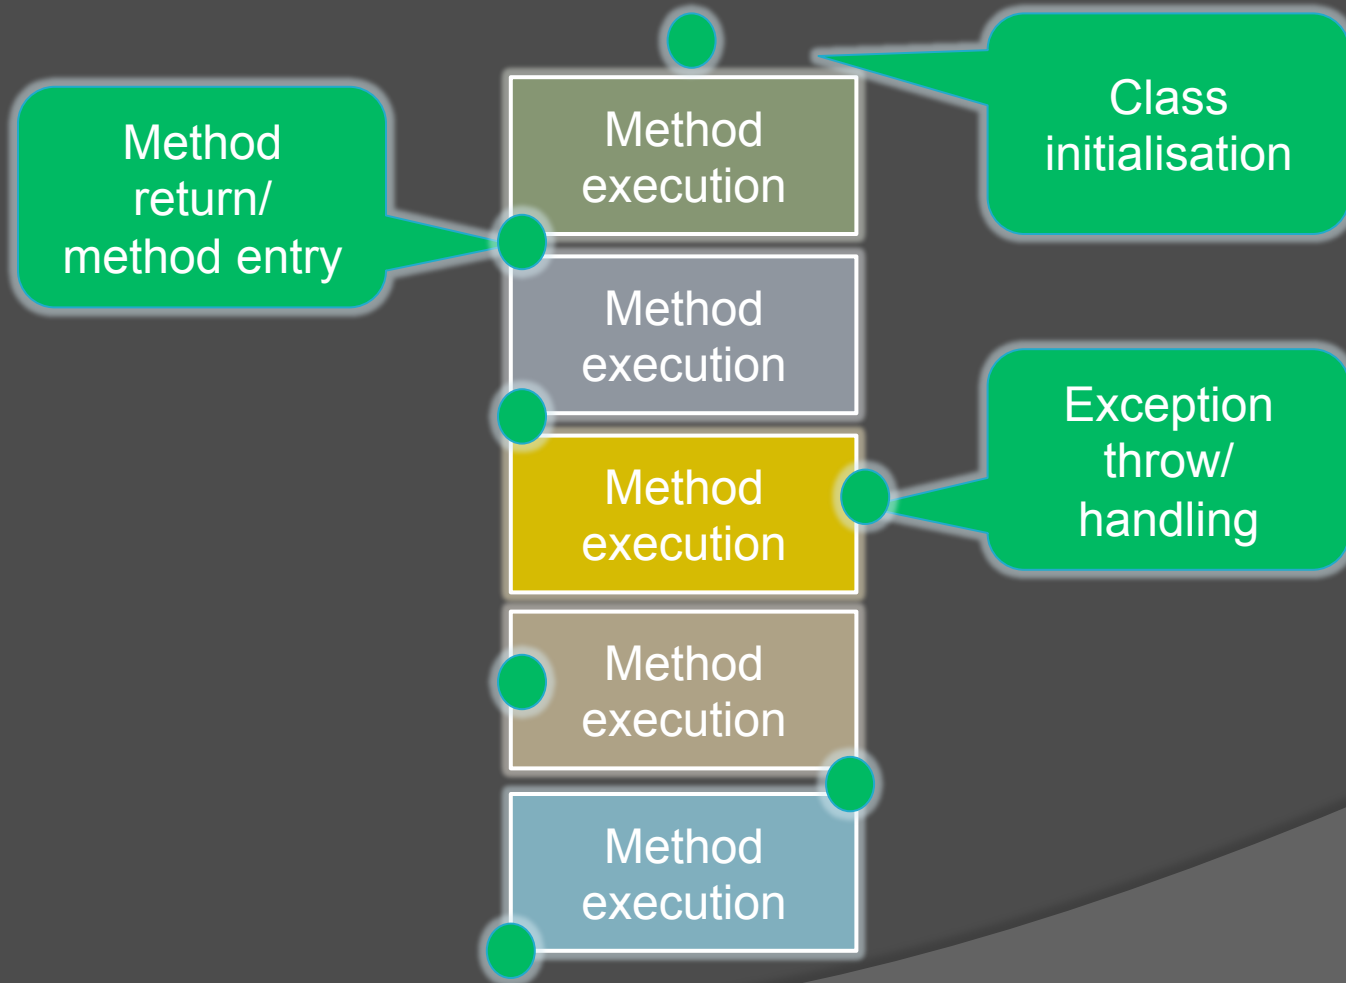 Class
initialisation
Method
execution
Method
return/
method entry
Method
execution
Exception
throw/
handling
Method
execution
Method
execution
Method
execution